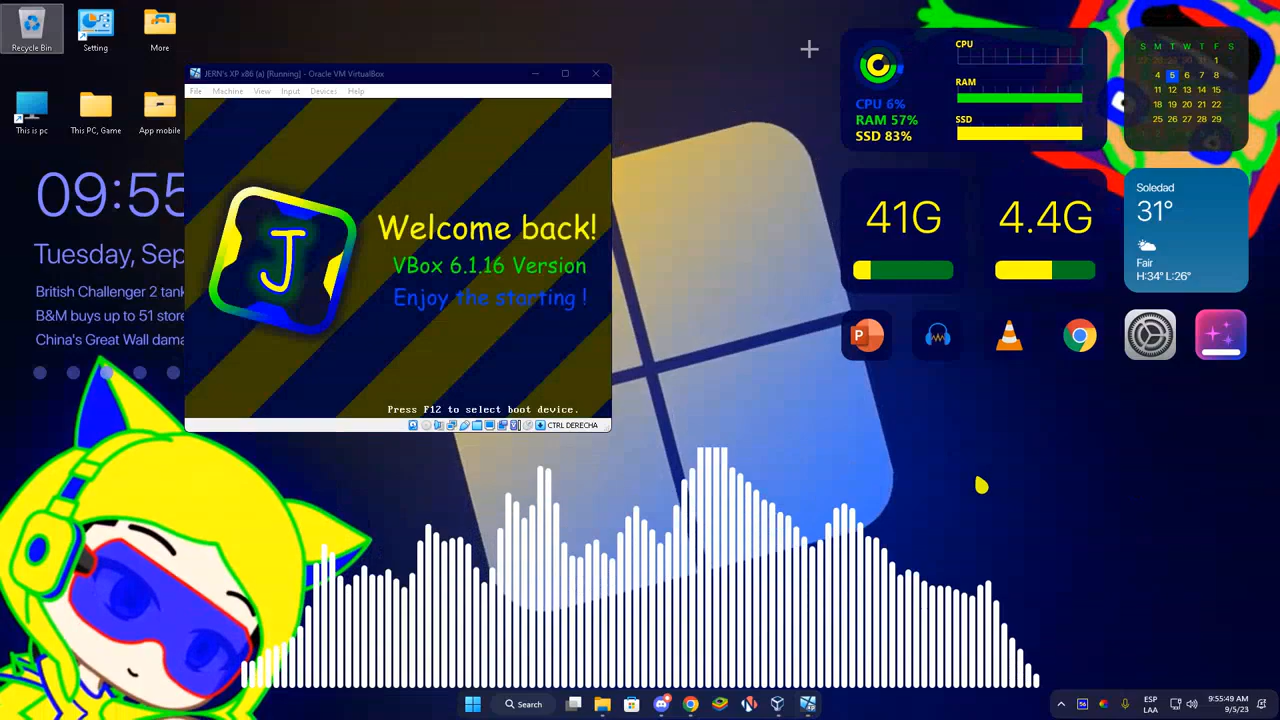 Recycle Bin
Setting
More
This is pc
This PC, Game
App mobile
09:55
Tuesday, Sep
British Challenger 2 tank
B&M buys up to 51 store
China's Great Wall dama
JERN's XP x86 (a) [Running] - Oracle VM VirtualBox
File Machine View Input Devices Help
J
Welcome back!
VBox 6.1.16 Version
Enjoy the starting !
Press F12 to select boot device.
CTRL DERECHA
CPU 6%
RAM 57%
SSD 83%
CPU
RAM
SSD
S M T W T F S
1
4 5 6 7 8
11 12 13 14 15
18 19 20 21 22
25 26 27 28 29
41G
4.4G
Soledad
31°
Fair
H:34° L:26°
P
Search
56
ESP
LAA
9:55:49 AM
9/5/23